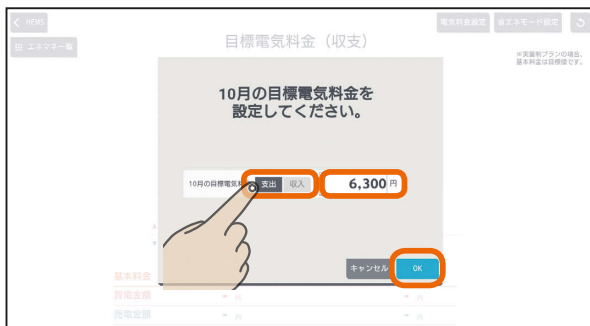 < HEMS
電気料金設定
省エネモード設定
エネマネ一覧
目標電気料金（収支）
※実量制プランの場合、
基本料金は目標値です。
10月の目標電気料金を
設定してください。
10月の目標電気料
支出
収入
6,300 円
キャンセル
OK
基本料金
買電金額
- 円
- 円
売電金額
- 円
- 円